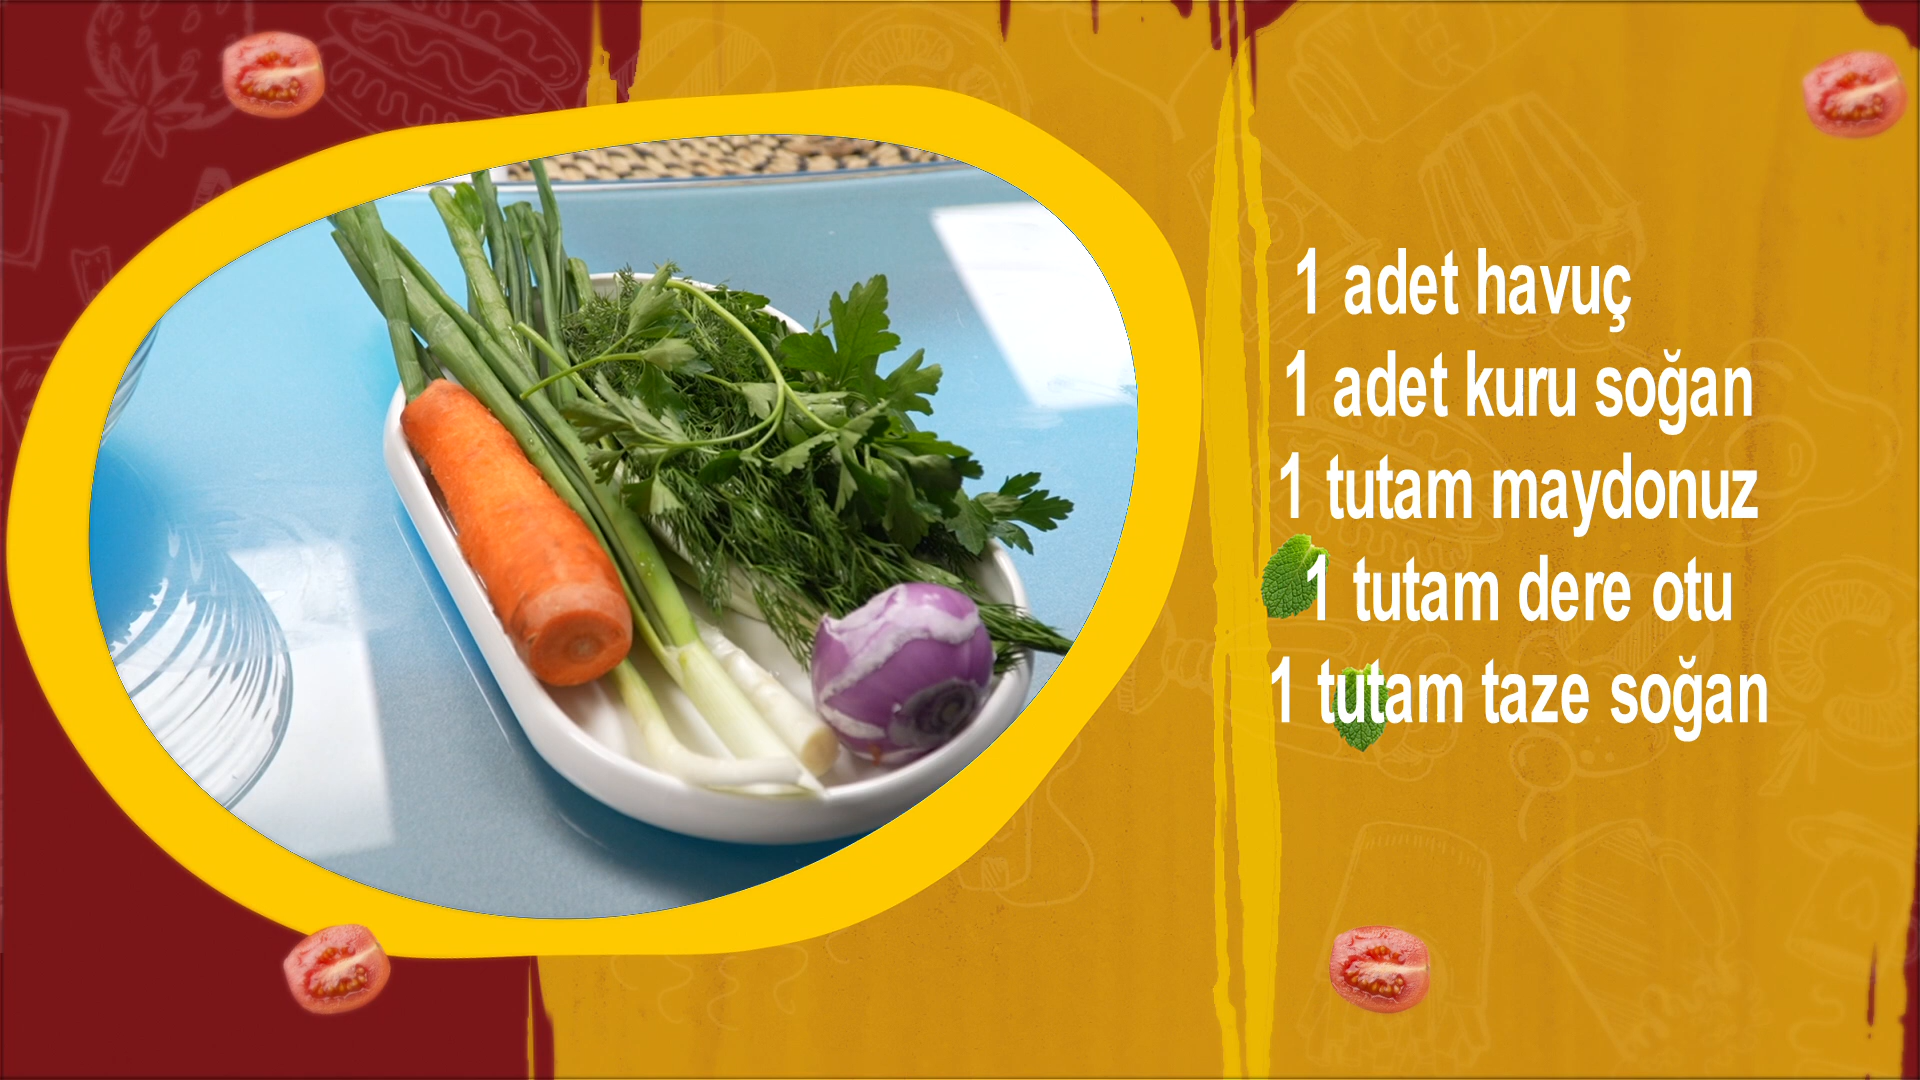 1 adet havuç
1 adet kuru soğan
1 tutam maydonuz
1 tutam dere otu
1 tutam taze soğan